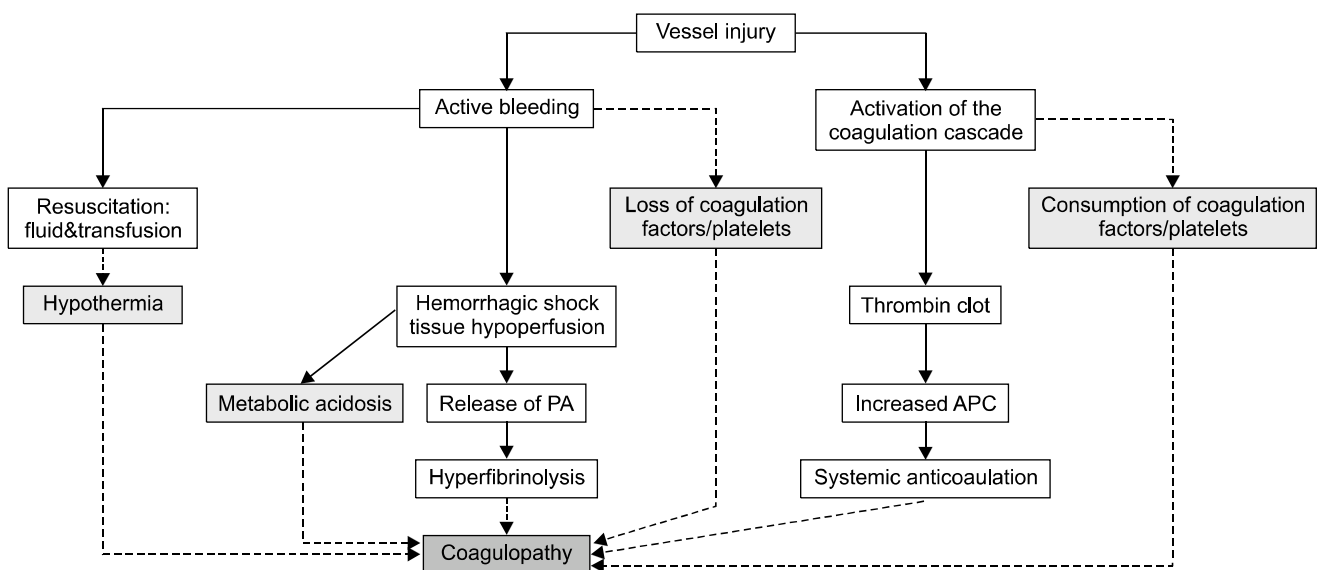 Vessel injury
Active bleeding
Activation of the
coagulation cascade
Resuscitation:
fluid&transfusion
Loss of coagulation
factors/platelets
Consumption of coagulation
factors/platelets
Hypothermia
Hemorrhagic shock
tissue hypoperfusion
Thrombin clot
Metabolic acidosis
Release of PA
Increased APC
Hyperfibrinolysis
Systemic anticoaulation
Coagulopathy